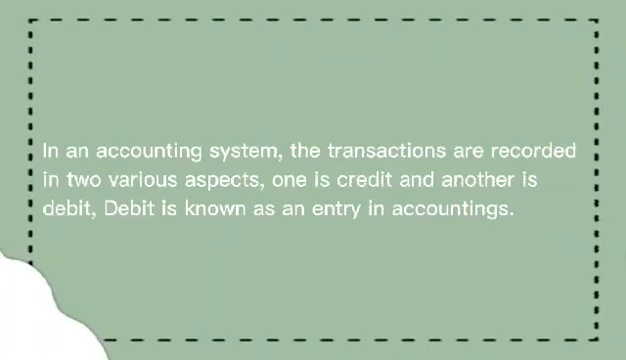 In an accounting system, the transactions are recorded
in two various aspects, one is credit and another is
debit, Debit is known as an entry in accountings.